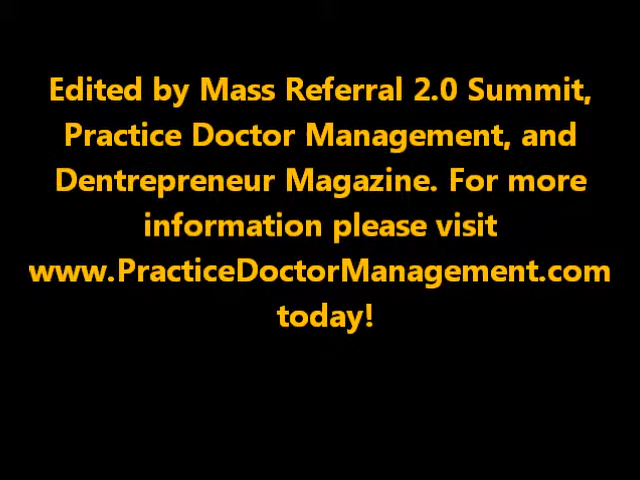 Edited by Mass Referral 2.0 Summit,
Practice Doctor Management, and
Dentrepreneur Magazine. For more
information please visit
www.PracticeDoctorManagement.com
today!